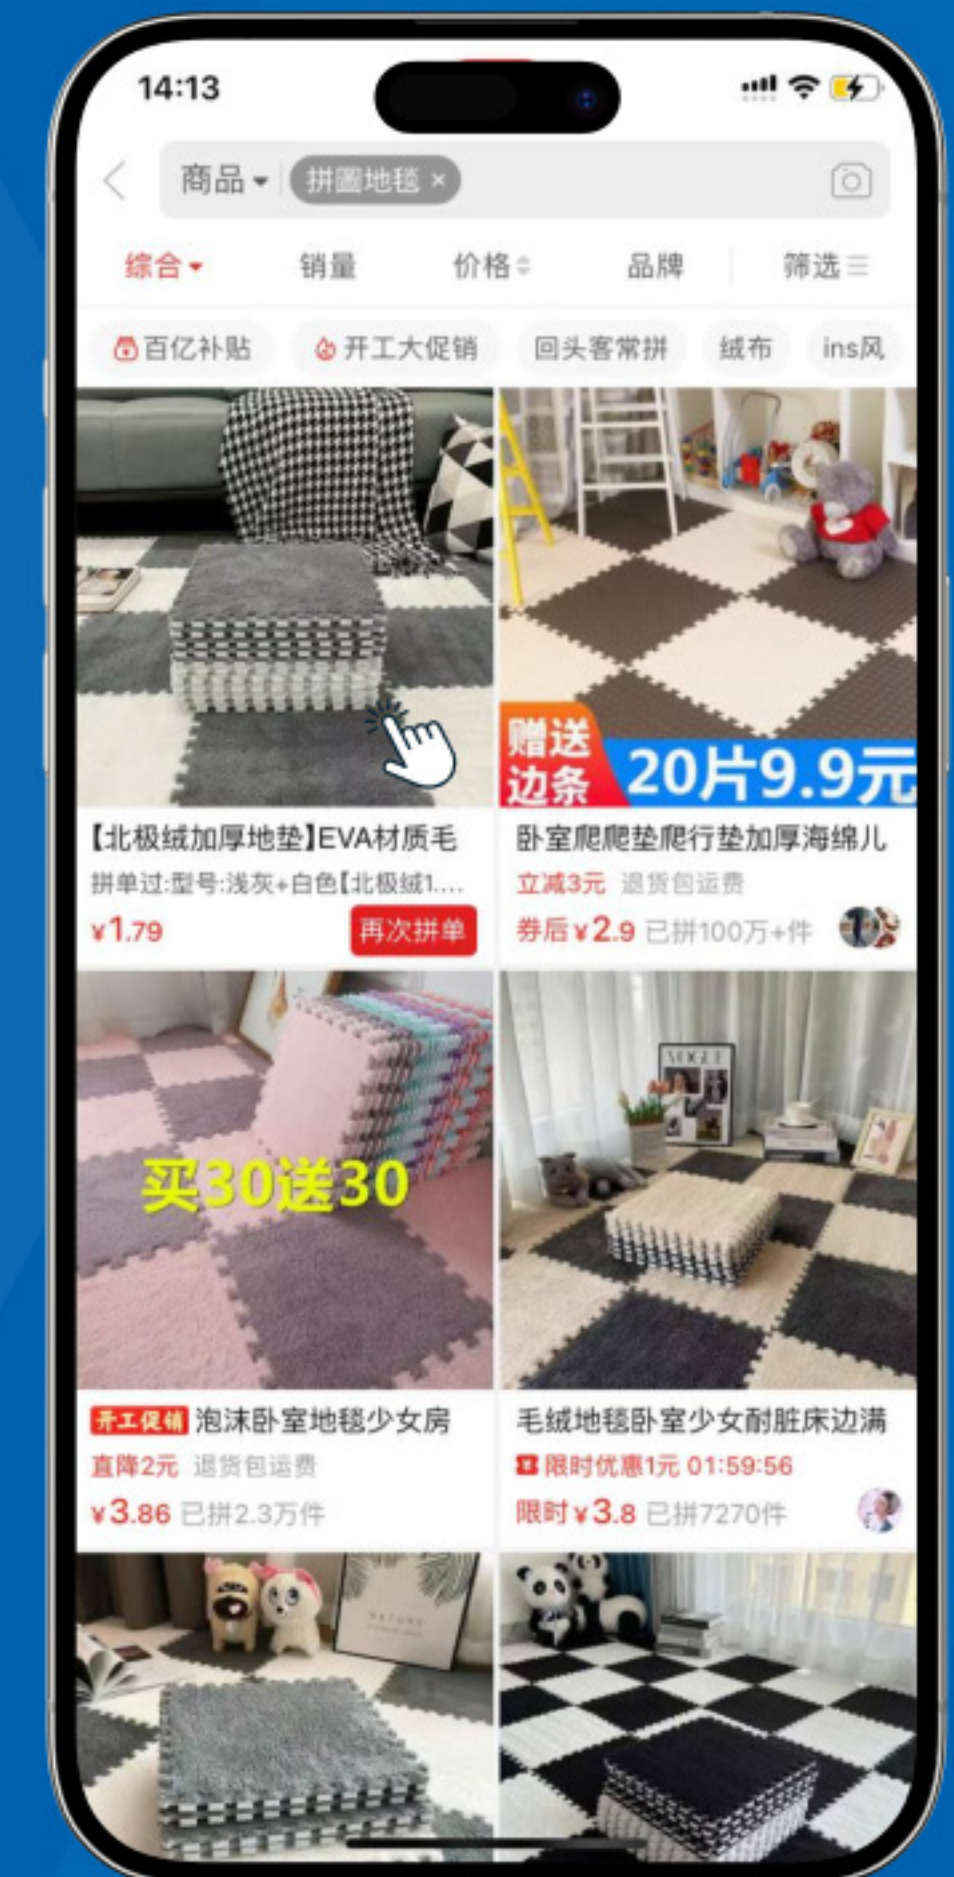 14:13
商品 拼圖地毯 ×
综合 销量 价格 品牌 筛选
百亿补贴 开工大促销 回头客常拼 绒布 ins风
赠送
边条 20片9.9元
【北极绒加厚地垫】EVA材质毛
拼单过:型号:浅灰+白色【北极绒1....
¥1.79 再次拼单
卧室爬爬垫爬行垫加厚海绵儿
立减3元 退货包运费
券后¥2.9 已拼100万+件
买30送30
VOGUE
开工促销 泡沫卧室地毯少女房
直降2元 退货包运费
¥3.86 已拼2.3万件
毛绒地毯卧室少女耐脏床边满
限时优惠1元 01:59:56
限时¥3.8 已拼7270件
NATURE